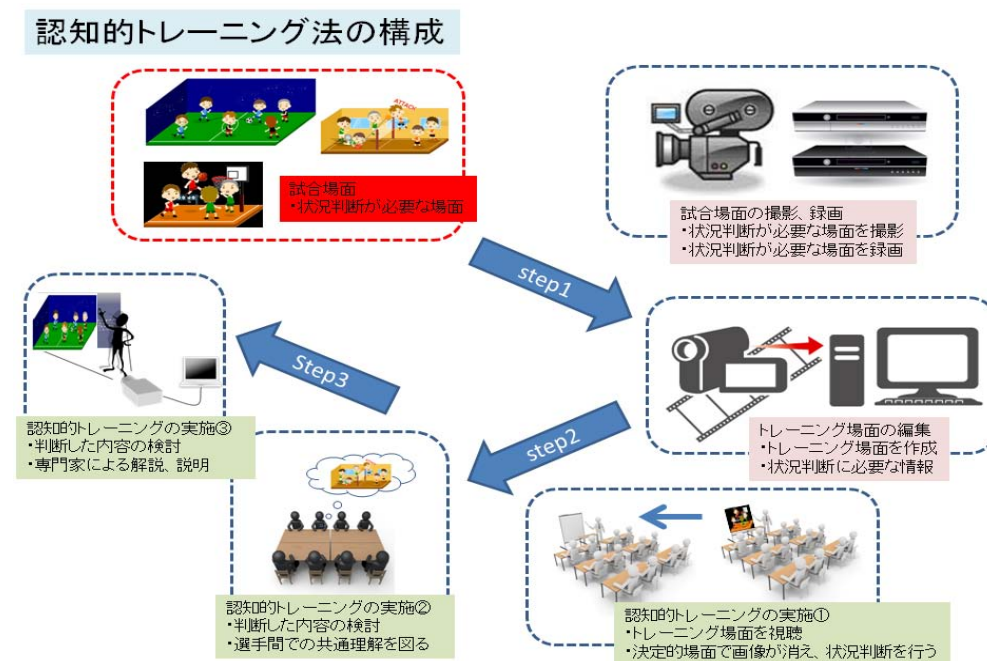 認知的トレーニング法の構成
ATTACK
試合場面
・状況判断が必要な場面
試合場面の撮影、録画
・状況判断が必要な場面を撮影
・状況判断が必要な場面を録画
step1
トレーニング場面の編集
・トレーニング場面を作成
・状況判断に必要な情報
step2
認知的トレーニングの実施①
・トレーニング場面を視聴
・決定的場面で画像が消え、状況判断を行う
認知的トレーニングの実施②
・判断した内容の検討
・選手間での共通理解を図る
Step3
認知的トレーニングの実施③
・判断した内容の検討
・専門家による解説、説明